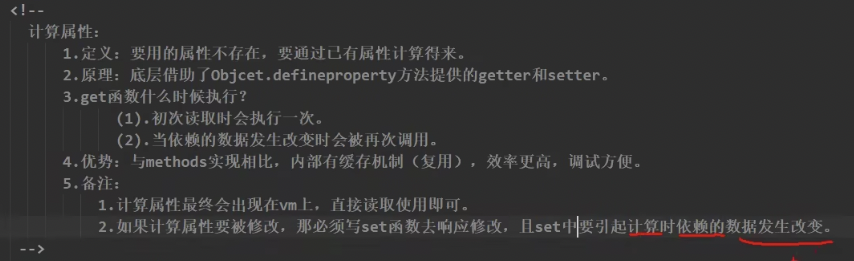 <!--
计算属性：
1.定义：要用的属性不存在，要通过已有属性计算得来。
2.原理：底层借助了Objcet.defineproperty方法提供的getter和setter。
3.get函数什么时候执行？
(1).初次读取时会执行一次。
(2).当依赖的数据发生改变时会被再次调用。
4.优势：与methods实现相比，内部有缓存机制（复用），效率更高，调试方便。
5.备注：
1.计算属性最终会出现在vm上，直接读取使用即可。
2.如果计算属性要被修改，那必须写set函数去响应修改，且set中要引起计算时依赖的数据发生改变。
-->